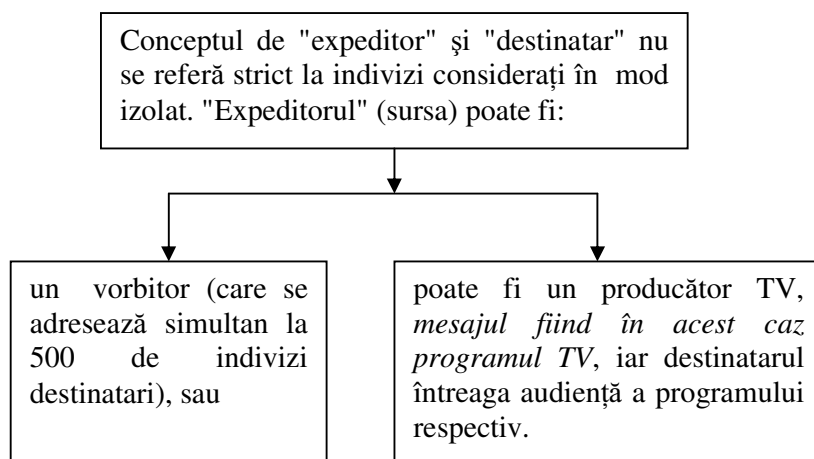 Conceptul de "expeditor" şi "destinatar" nu
se referă strict la indivizi consideraţi în mod
izolat. "Expeditorul" (sursa) poate fi:
un vorbitor (care se
adresează simultan la
500 de indivizi
destinatari), sau
poate fi un producător TV,
mesajul fiind în acest caz
programul TV, iar destinatarul
întreaga audienţă a programului
respectiv.